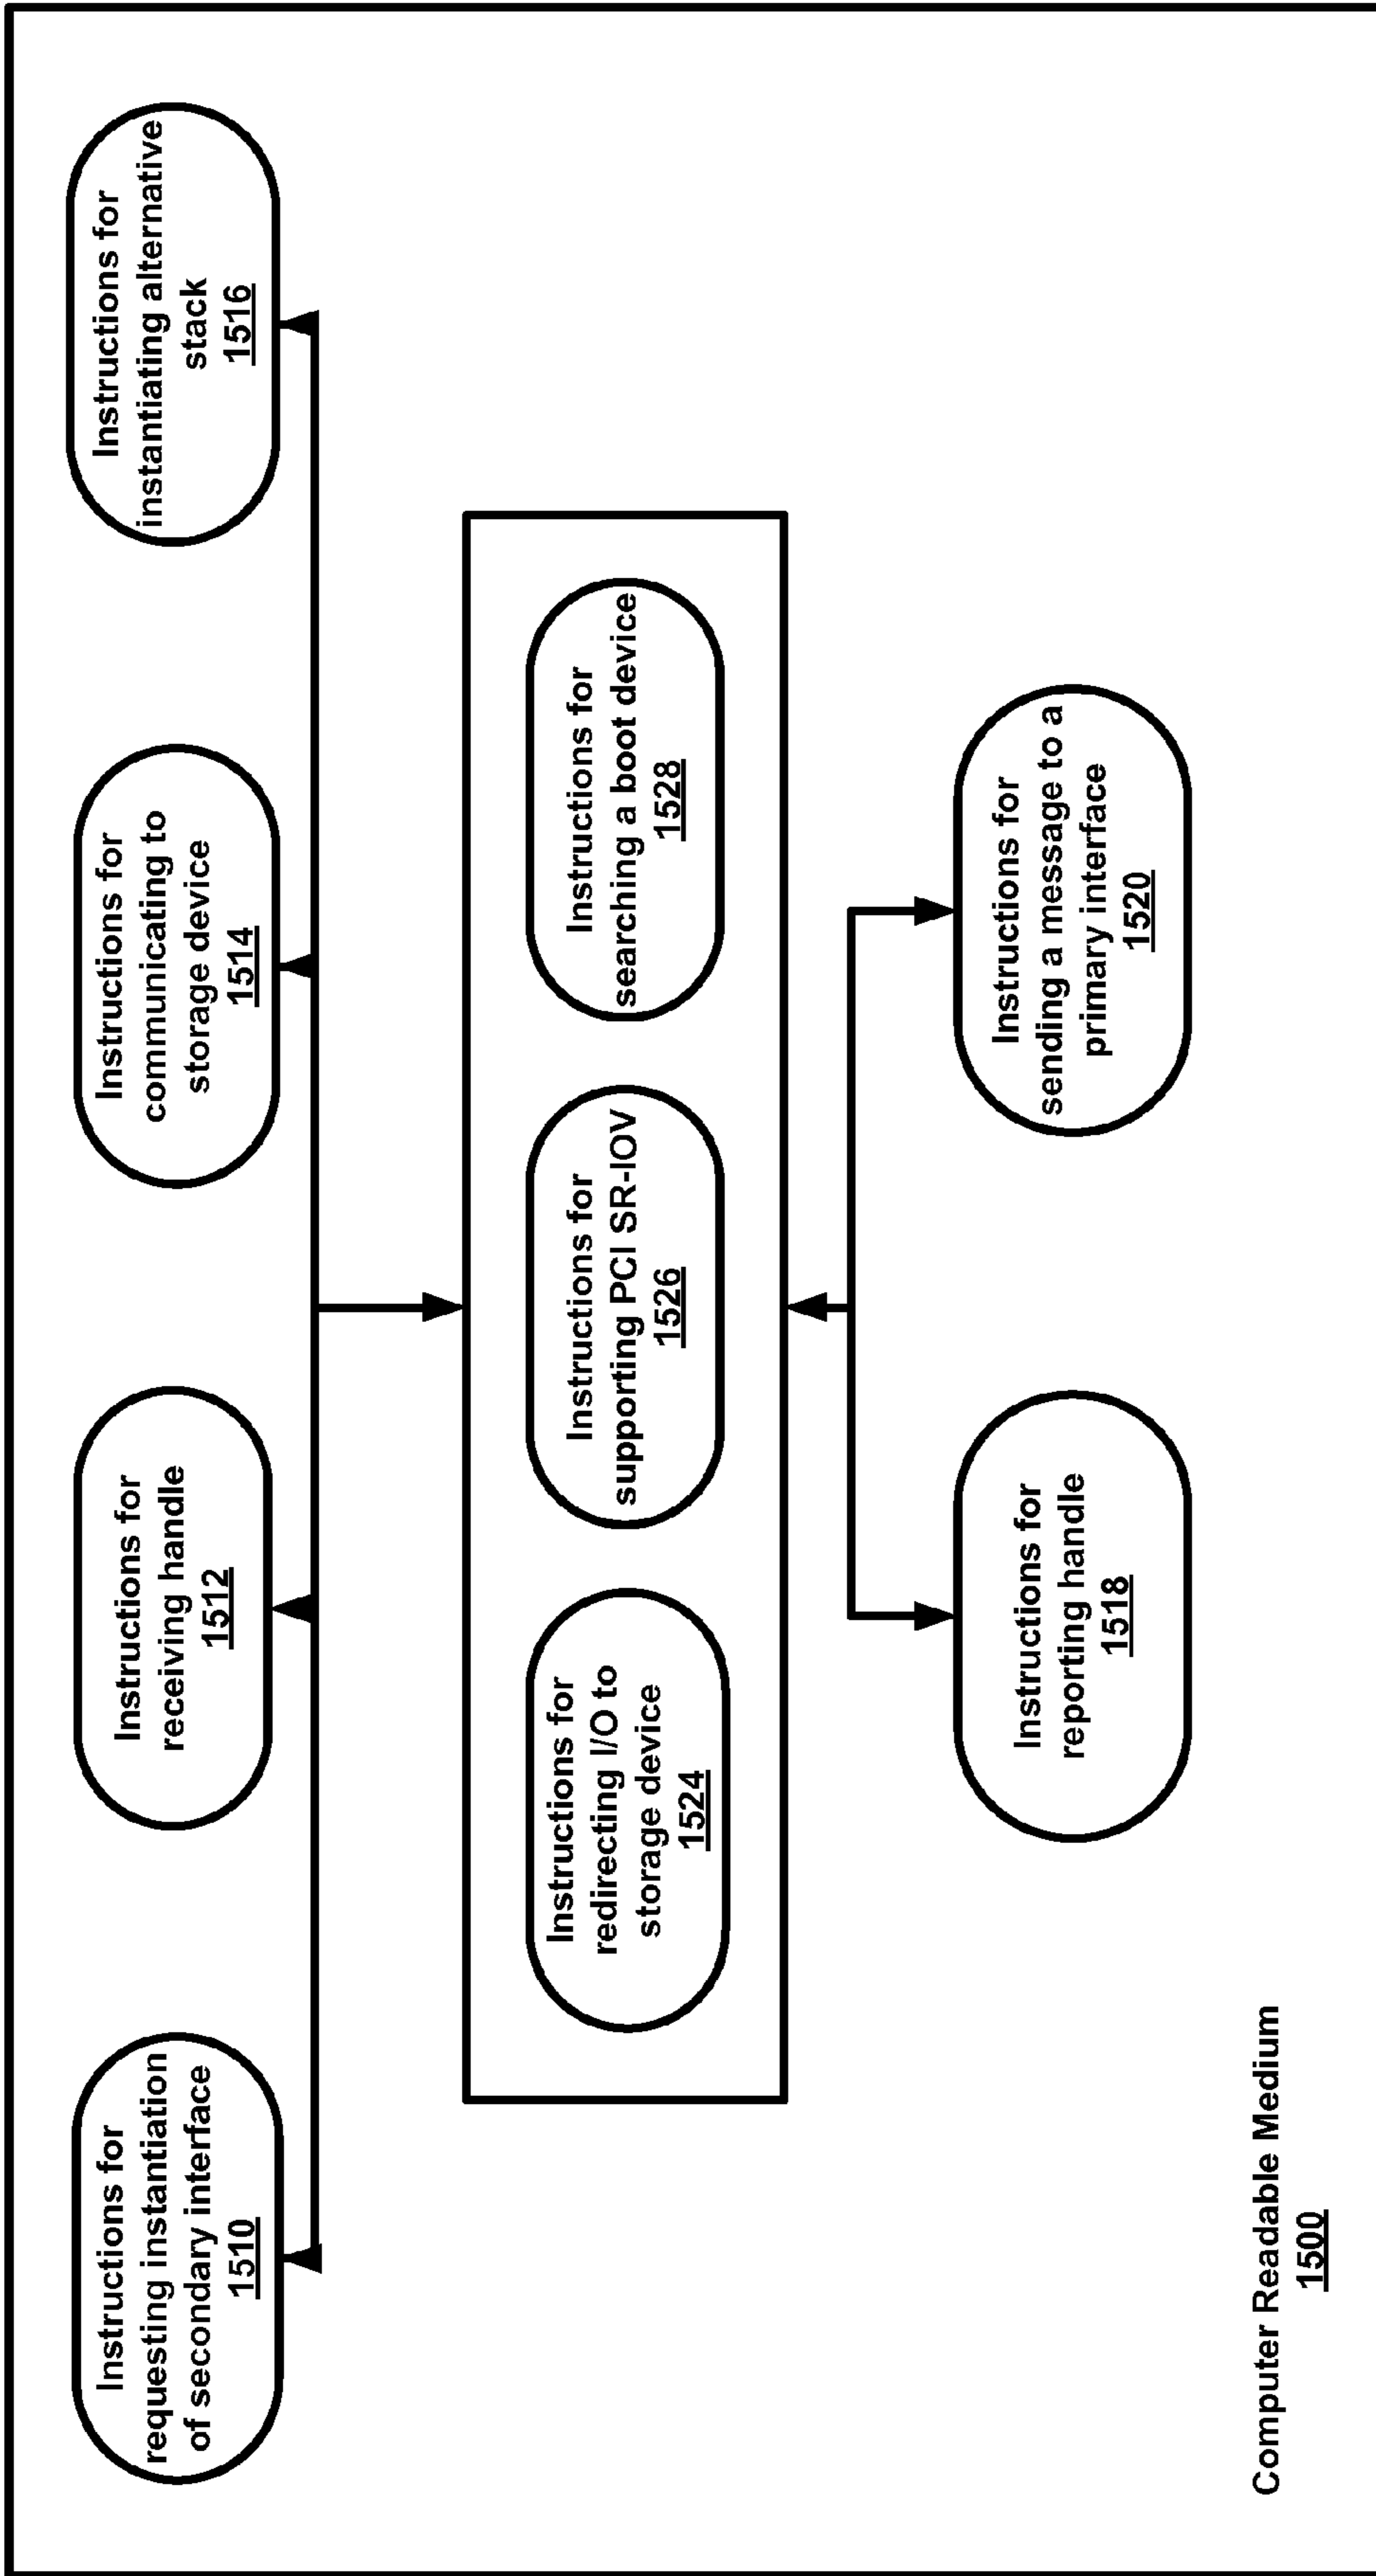 Instructions for
requesting instantiation
of secondary interface
1510
Instructions for
receiving handle
1512
Instructions for
communicating to
storage device
1514
Instructions for
instantiating alternative
stack
1516
Instructions for
redirecting I/O to
storage device
1524
Instructions for
supporting PCI SR-IOV
1526
Instructions for
searching a boot device
1528
Instructions for
reporting handle
1518
Instructions for
sending a message to a
primary interface
1520
Computer Readable Medium
1500